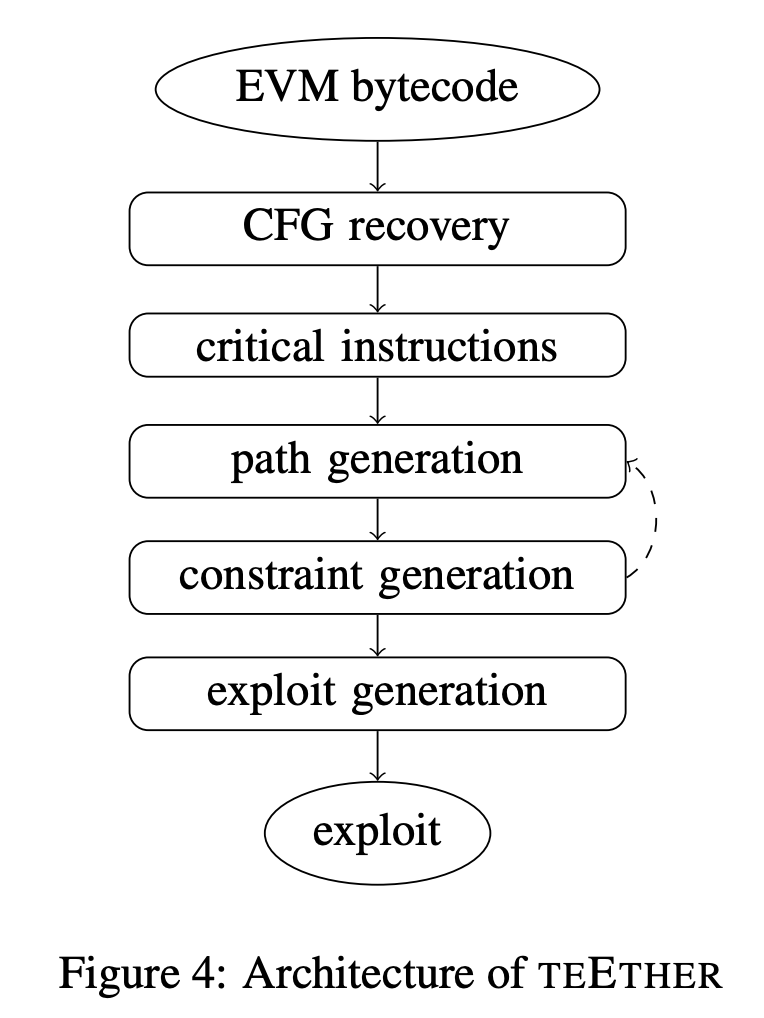 EVM bytecode
CFG recovery
critical instructions
path generation
constraint generation
exploit generation
exploit
Figure 4: Architecture of TEETHER